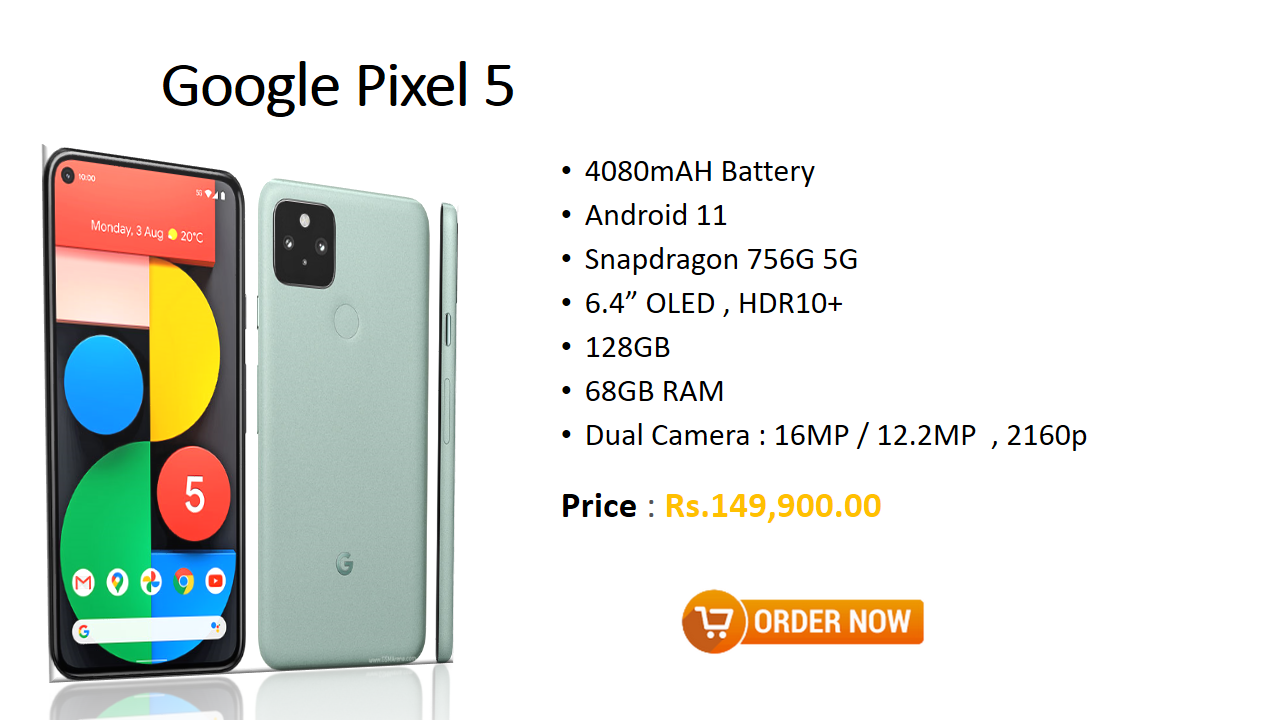 Google Pixel 5
10:00
5G
Monday, 3 Aug 20°C
5
G
G
• 4080mAH Battery
• Android 11
• Snapdragon 756G 5G
• 6.4” OLED , HDR10+
• 128GB
• 68GB RAM
• Dual Camera : 16MP / 12.2MP , 2160p
Price : Rs.149,900.00
ORDER NOW